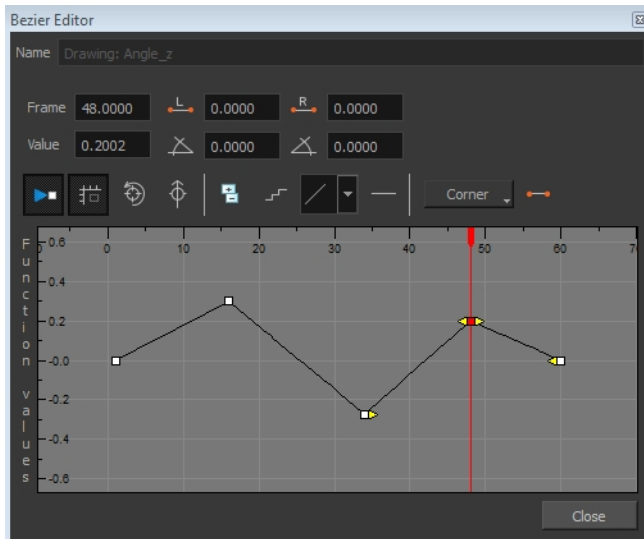 Bezier Editor
Name Drawing: Angle_z
Frame 48.0000 L 0.0000 R 0.0000
Value 0.2002 0.0000 0.0000
Corner
Function values
0 0 10 20 30 40 50 60 70
0.6
0.4
0.2
-0.0
-0.2
-0.4
-0.6
Close